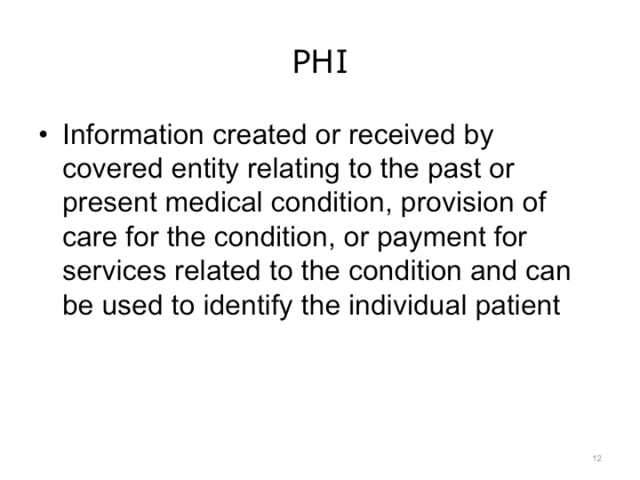 PHI
• Information created or received by
covered entity relating to the past or
present medical condition, provision of
care for the condition, or payment for
services related to the condition and can
be used to identify the individual patient
12